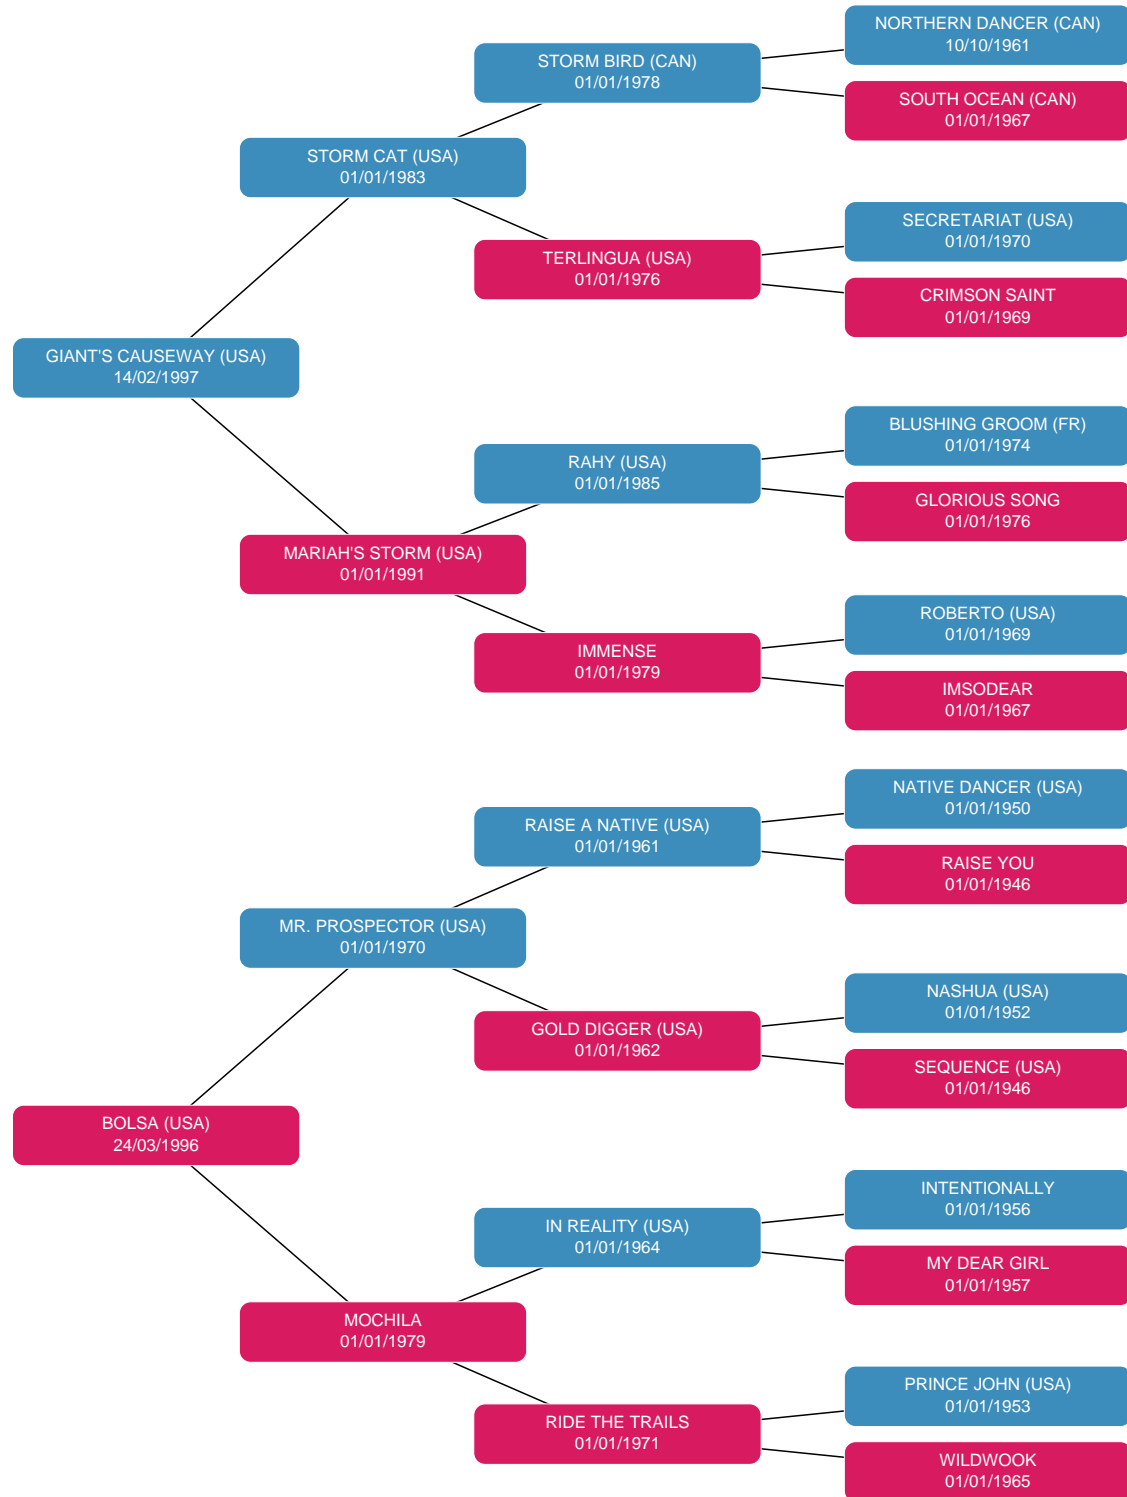 NORTHERN DANCER (CAN)
10/10/1961
STORM BIRD (CAN)
01/01/1978
SOUTH OCEAN (CAN)
01/01/1967
STORM CAT (USA)
01/01/1983
SECRETARIAT (USA)
01/01/1970
TERLINGUA (USA)
01/01/1976
CRIMSON SAINT
01/01/1969
GIANT'S CAUSEWAY (USA)
14/02/1997
BLUSHING GROOM (FR)
01/01/1974
RAHY (USA)
01/01/1985
GLORIOUS SONG
01/01/1976
MARIAH'S STORM (USA)
01/01/1991
ROBERTO (USA)
01/01/1969
IMMENSE
01/01/1979
IMSODEAR
01/01/1967
NATIVE DANCER (USA)
01/01/1950
RAISE A NATIVE (USA)
01/01/1961
RAISE YOU
01/01/1946
MR. PROSPECTOR (USA)
01/01/1970
NASHUA (USA)
01/01/1952
GOLD DIGGER (USA)
01/01/1962
SEQUENCE (USA)
01/01/1946
BOLSA (USA)
24/03/1996
INTENTIONALLY
01/01/1956
IN REALITY (USA)
01/01/1964
MY DEAR GIRL
01/01/1957
MOCHILA
01/01/1979
PRINCE JOHN (USA)
01/01/1953
RIDE THE TRAILS
01/01/1971
WILDWOOK
01/01/1965